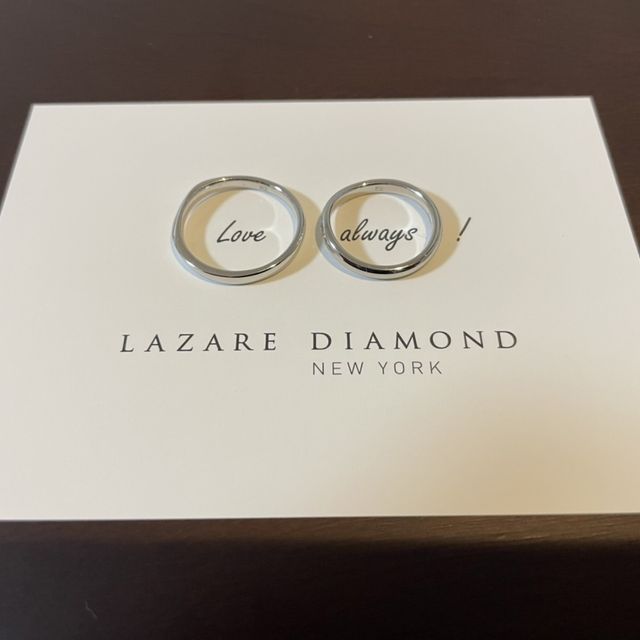 Love always !
LAZARE DIAMOND
NEW YORK